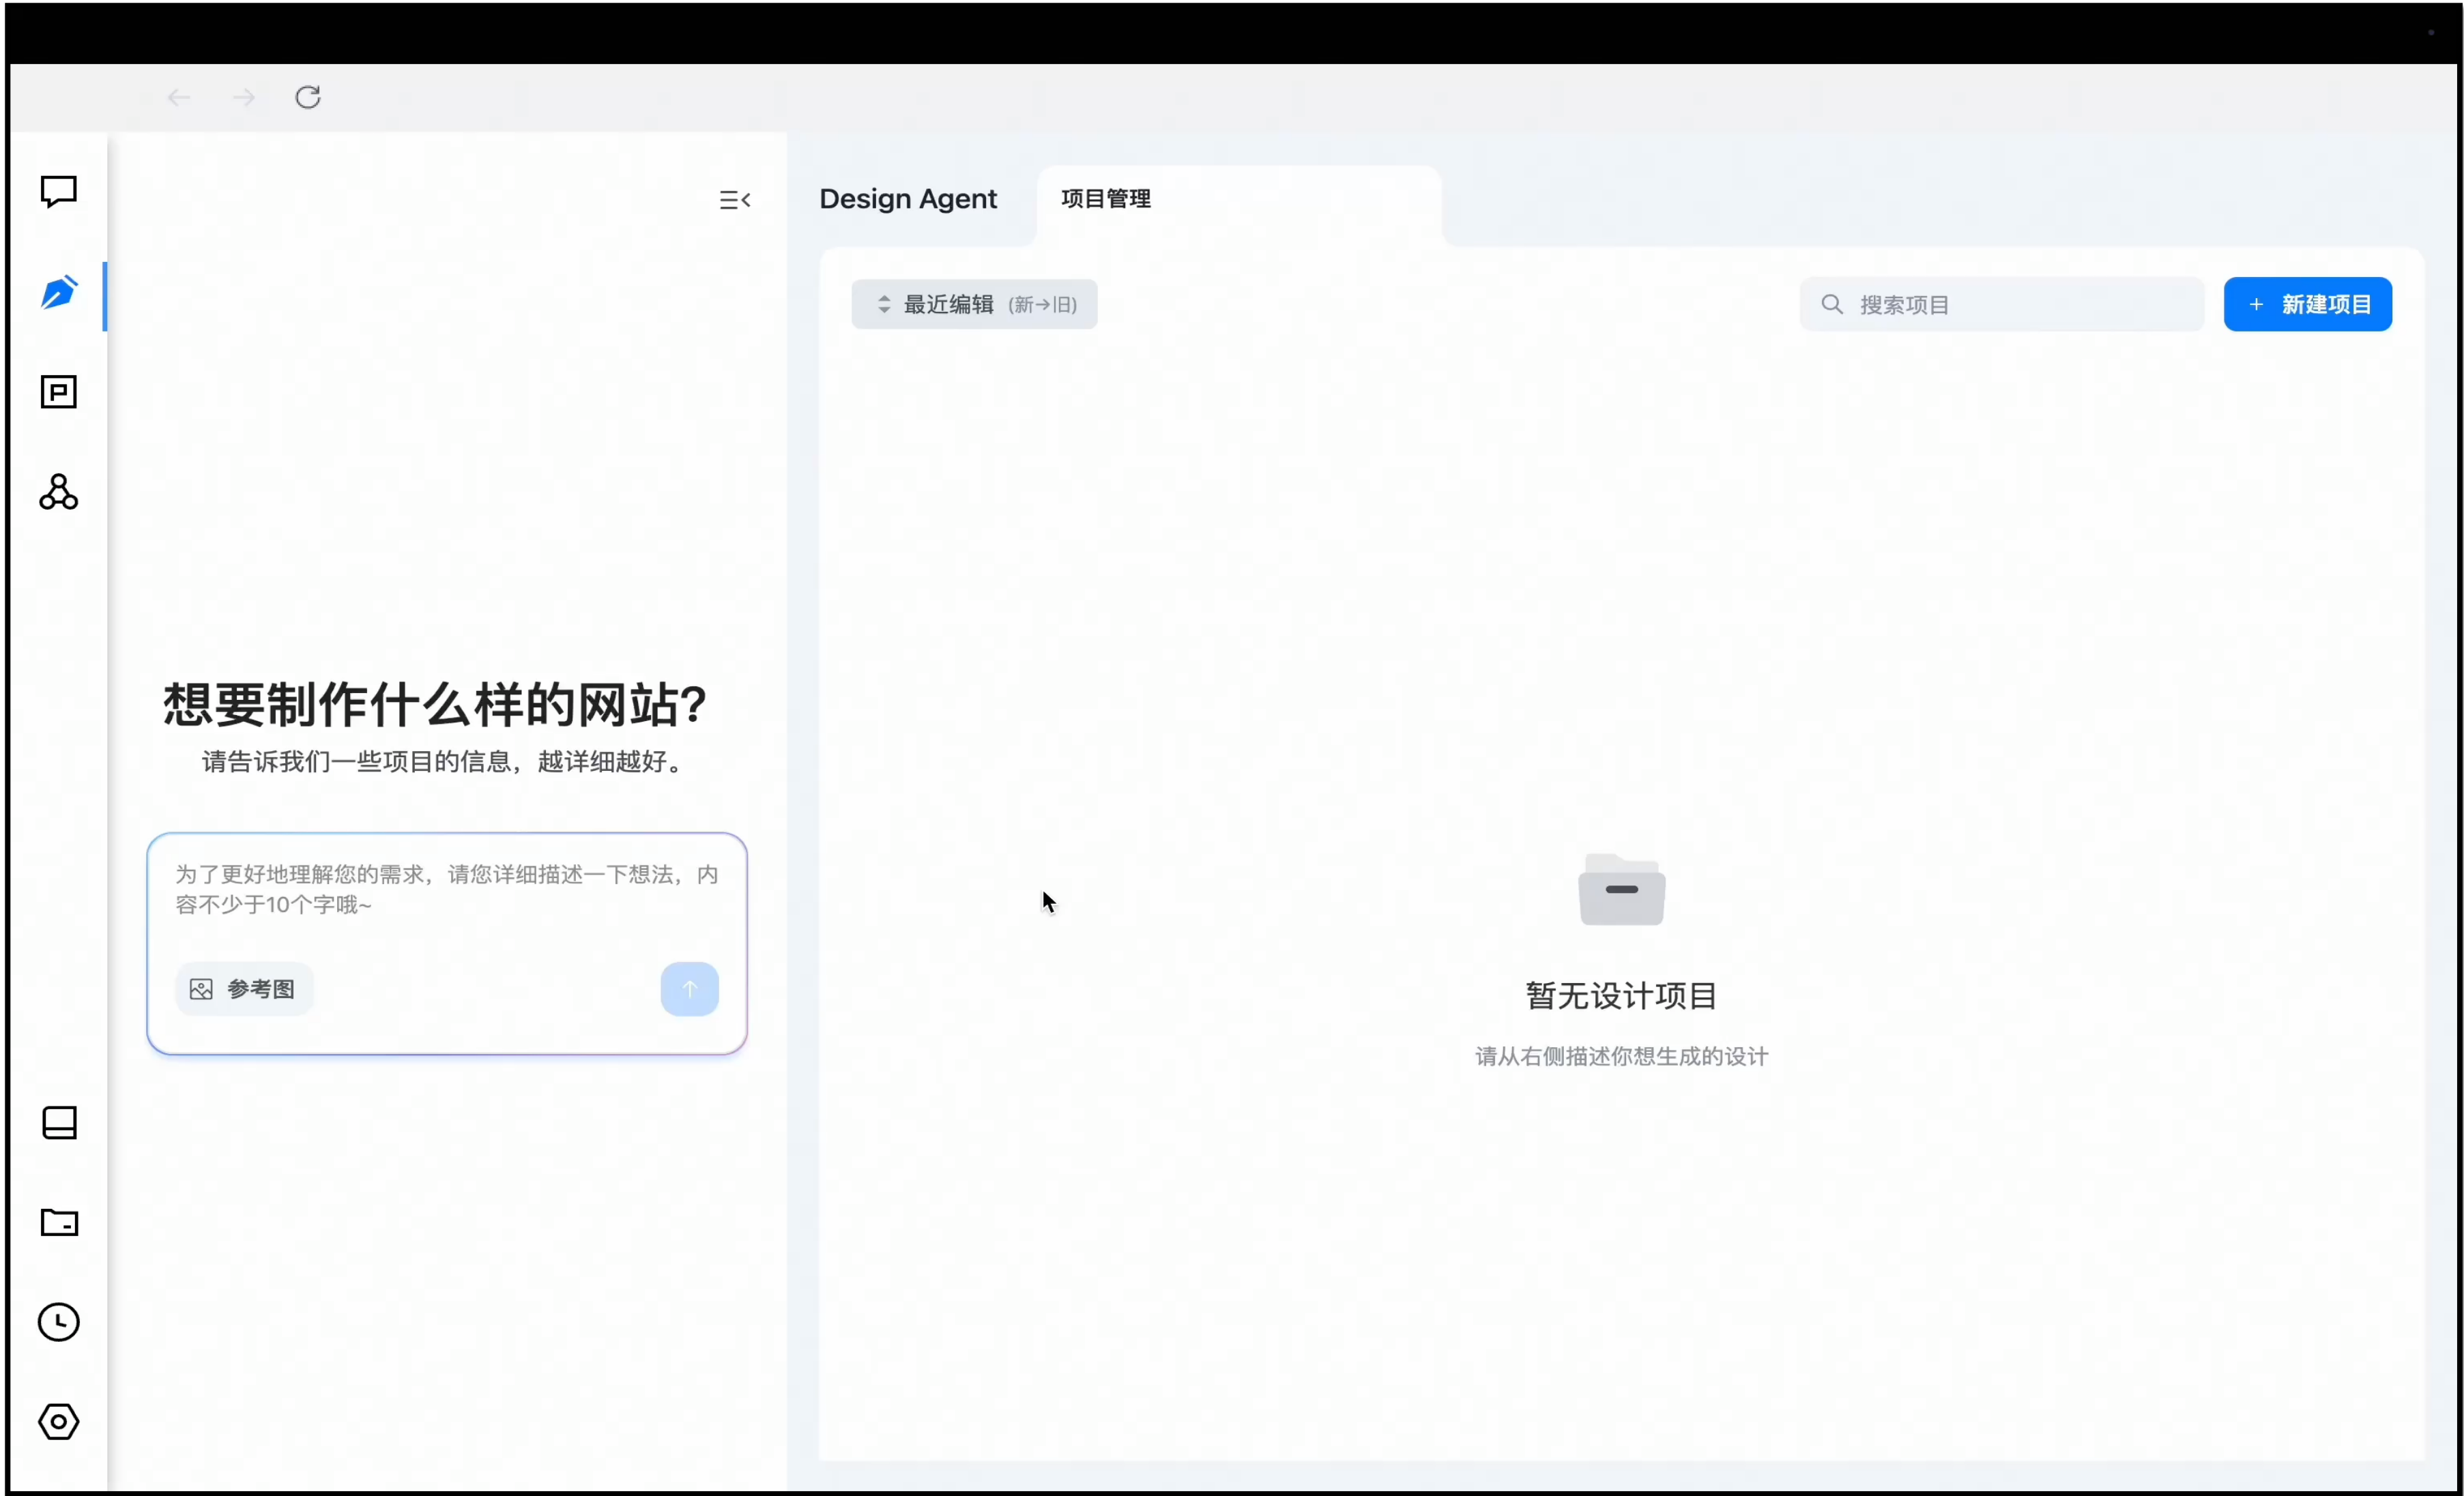 Design Agent
项目管理
最近编辑 (新→旧)
搜索项目
+ 新建项目
想要制作什么样的网站?
请告诉我们一些项目的信息，越详细越好。
为了更好地理解您的需求，请您详细描述一下想法，内
容不少于10个字哦~
参考图
暂无设计项目
请从右侧描述你想生成的设计